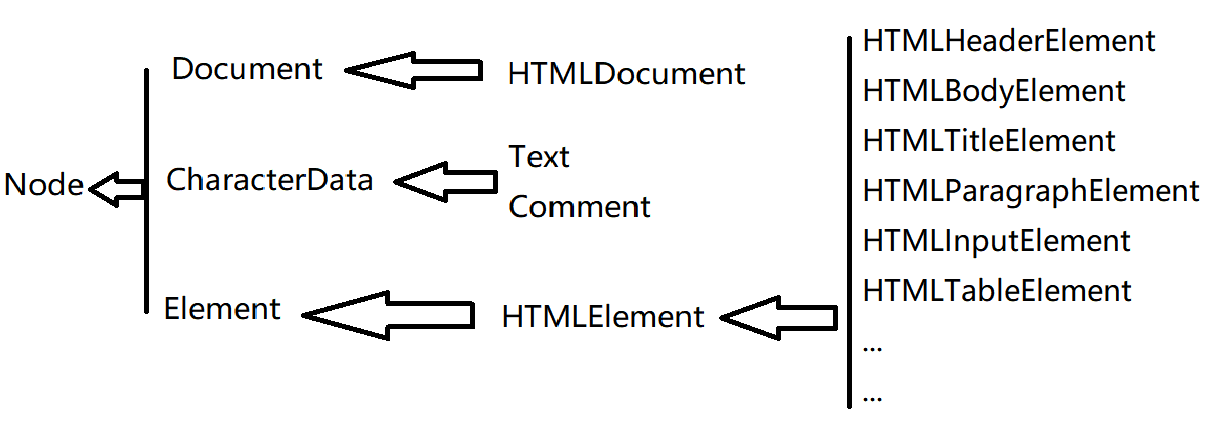 Node
Document
HTMLDocument
CharacterData
Text
Comment
Element
HTMLElement
HTMLHeaderElement
HTMLBodyElement
HTMLTitleElement
HTMLParagraphElement
HTMLInputElement
HTMLTableElement
...
...